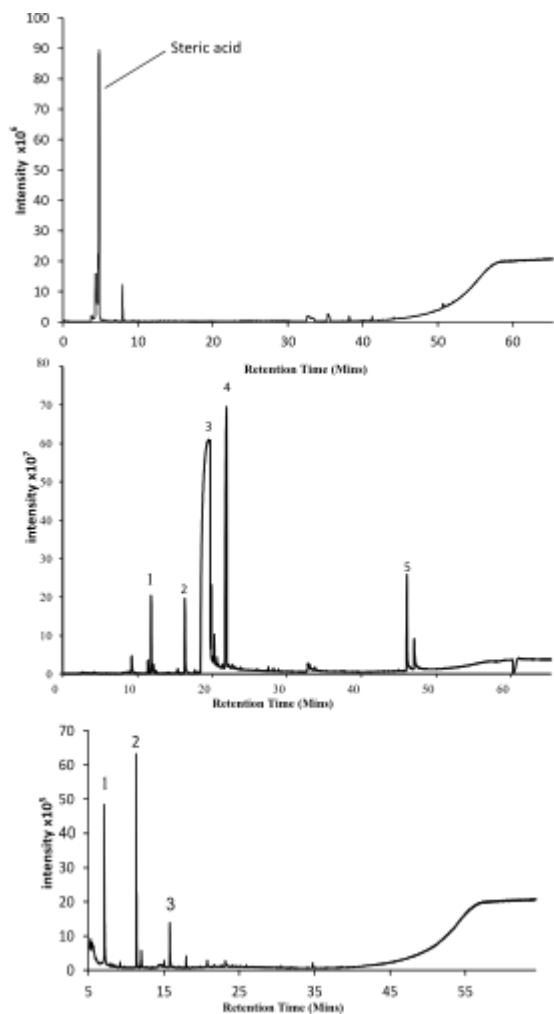 100
90
80
70
60
50
40
30
20
10
0
Intensity x10⁶
Steric acid
0 10 20 30 40 50 60
Retention Time (Mins)
80
70
60
50
40
30
20
10
0
intensity x10⁷
1 2 3 4 5
0 10 20 30 40 50 60
Retention Time (Mins)
70
60
50
40
30
20
10
0
intensity x10⁵
1 2 3
5 15 25 35 45 55
Retention Time (Mins)